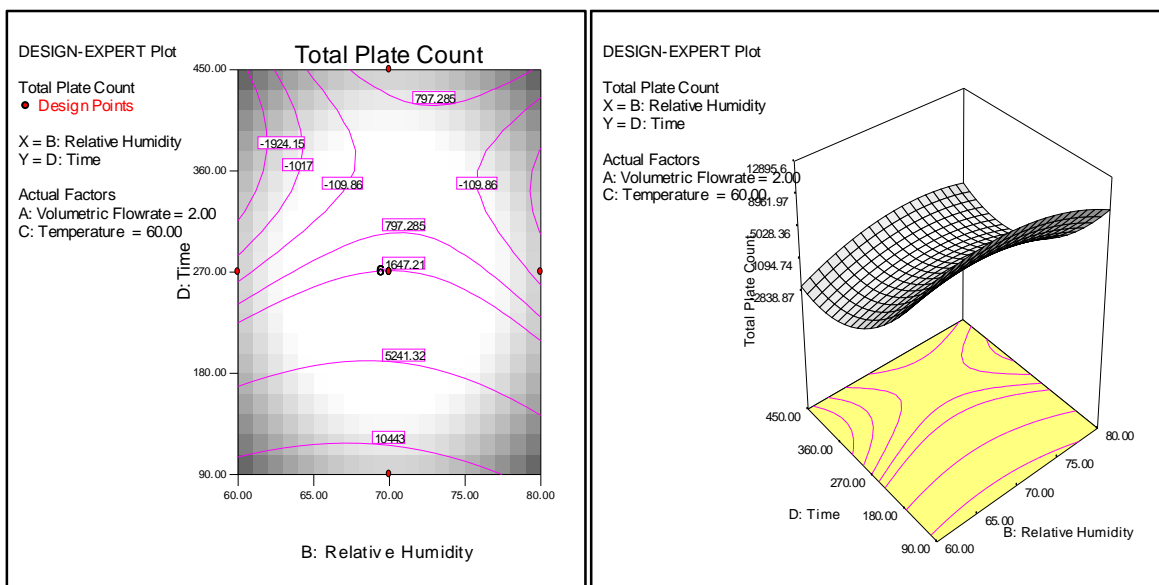 DESIGN-EXPERT Plot
Total Plate Count
Design Points
X = B: Relative Humidity
Y = D: Time
Actual Factors
A: Volumetric Flowrate = 2.00
C: Temperature = 60.00
Total Plate Count
450.00
360.00
270.00
180.00
90.00
D: Time
797.285
-1924.15
-1017
-109.86
-109.86
797.285
6
1647.21
5241.32
10443
60.00
65.00
70.00
75.00
80.00
B: Relative Humidity
DESIGN-EXPERT Plot
Total Plate Count
X = B: Relative Humidity
Y = D: Time
Actual Factors
A: Volumetric Flowrate = 2.00
C: Temperature = 60.00
12895.6
8961.97
5028.36
1094.74
-2838.87
Total Plate Count
450.00
360.00
270.00
180.00
90.00
D: Time
60.00
65.00
70.00
75.00
80.00
B: Relative Humidity